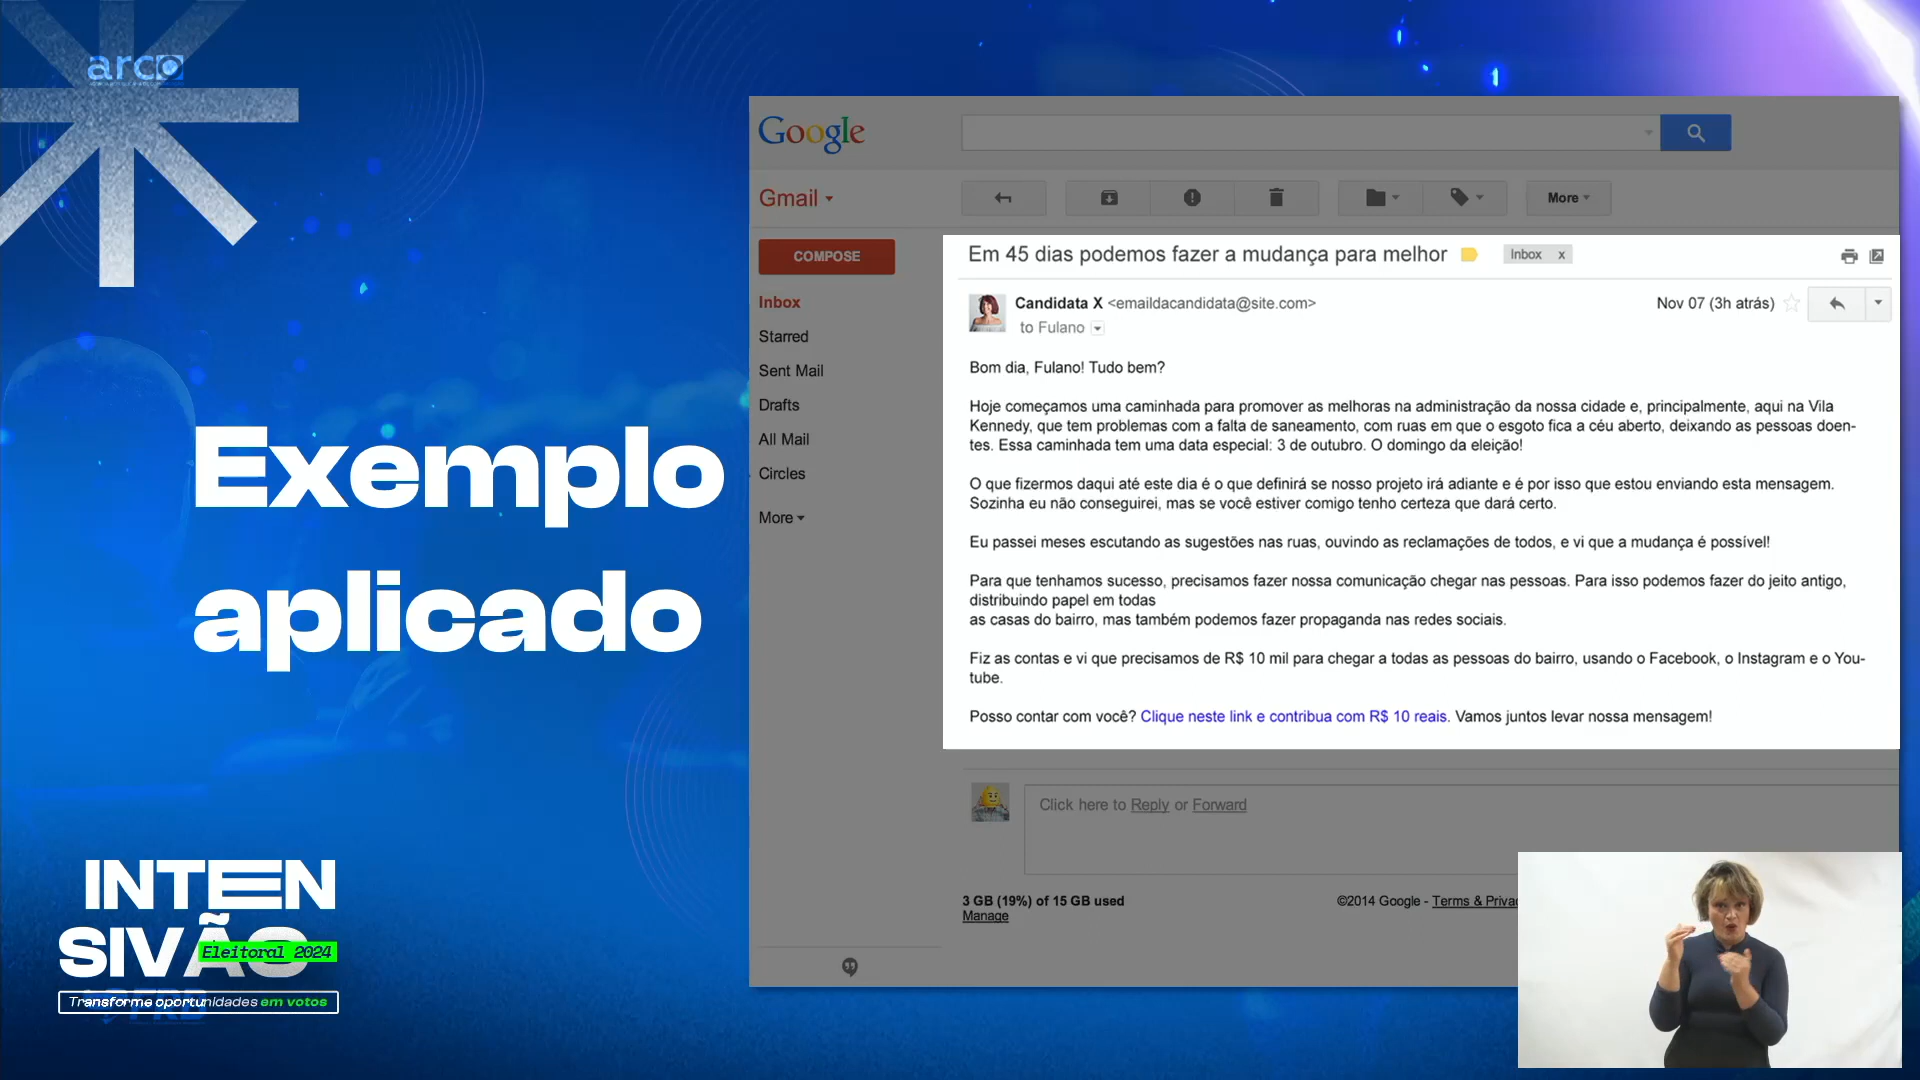 arco
Exemplo
aplicado
INTEN
SIVÃO
Eleitoral 2024
Transforme oportunidades em votos
Google
Gmail
More
COMPOSE
Inbox
Starred
Sent Mail
Drafts
All Mail
Circles
More
Em 45 dias podemos fazer a mudança para melhor
Inbox x
Candidata X <emaildacandidata@site.com>
Nov 07 (3h atrás)
to Fulano
Bom dia, Fulano! Tudo bem?
Hoje começamos uma caminhada para promover as melhoras na administração da nossa cidade e, principalmente, aqui na Vila
Kennedy, que tem problemas com a falta de saneamento, com ruas em que o esgoto fica a céu aberto, deixando as pessoas doen-
tes. Essa caminhada tem uma data especial: 3 de outubro. O domingo da eleição!
O que fizermos daqui até este dia é o que definirá se nosso projeto irá adiante e é por isso que estou enviando esta mensagem.
Sozinha eu não conseguirei, mas se você estiver comigo tenho certeza que dará certo.
Eu passei meses escutando as sugestões nas ruas, ouvindo as reclamações de todos, e vi que a mudança é possível!
Para que tenhamos sucesso, precisamos fazer nossa comunicação chegar nas pessoas. Para isso podemos fazer do jeito antigo,
distribuindo papel em todas
as casas do bairro, mas também podemos fazer propaganda nas redes sociais.
Fiz as contas e vi que precisamos de R$ 10 mil para chegar a todas as pessoas do bairro, usando o Facebook, o Instagram e o You-
tube.
Posso contar com você? Clique neste link e contribua com R$ 10 reais. Vamos juntos levar nossa mensagem!
Click here to Reply or Forward
3 GB (19%) of 15 GB used
Manage
©2014 Google - Terms & Privac